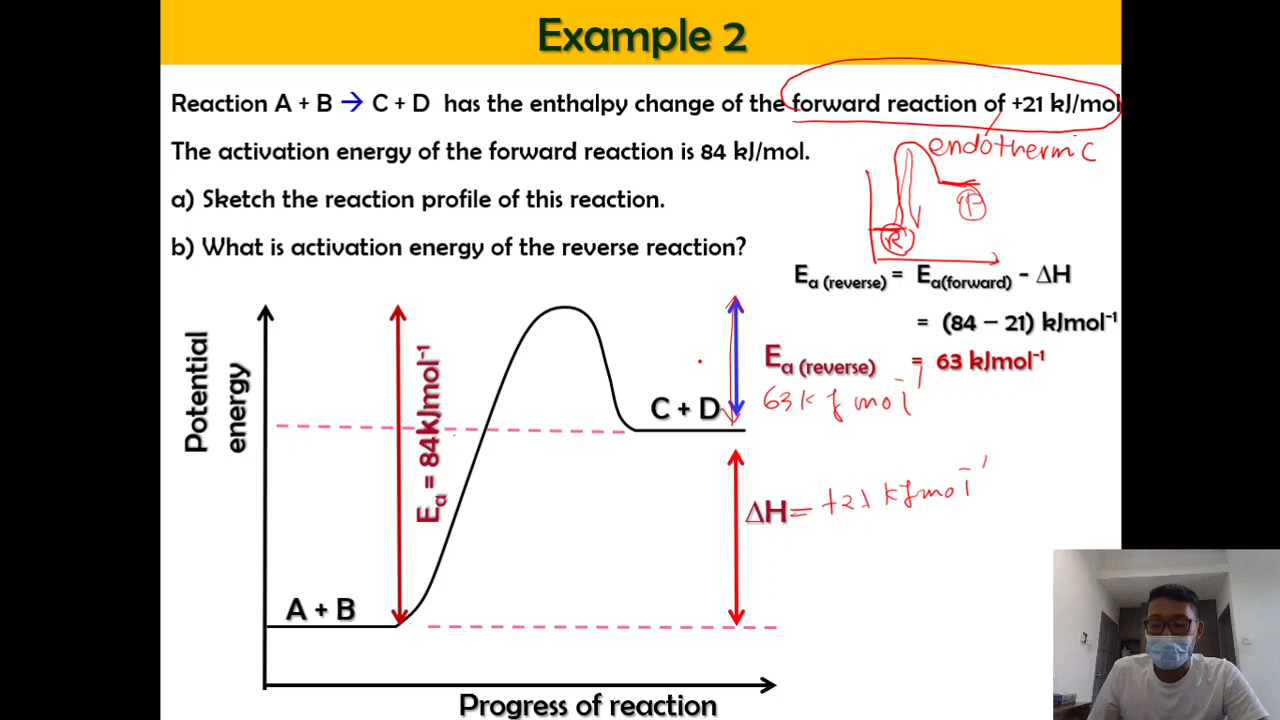 Example 2
Reaction A + B → C + D has the enthalpy change of the forward reaction of +21 kJ/mol
The activation energy of the forward reaction is 84 kJ/mol.
endothermic
a) Sketch the reaction profile of this reaction.
P
b) What is activation energy of the reverse reaction?
R
Ea (reverse) = Ea(forward) - ΔH
= (84 – 21) kJmol⁻¹
Ea (reverse) = 63 kJmol⁻¹
63 kJ mol⁻¹
Potential
energy
Ea = 84kJmol⁻¹
C + D
ΔH = +21 kJmol⁻¹
A + B
Progress of reaction